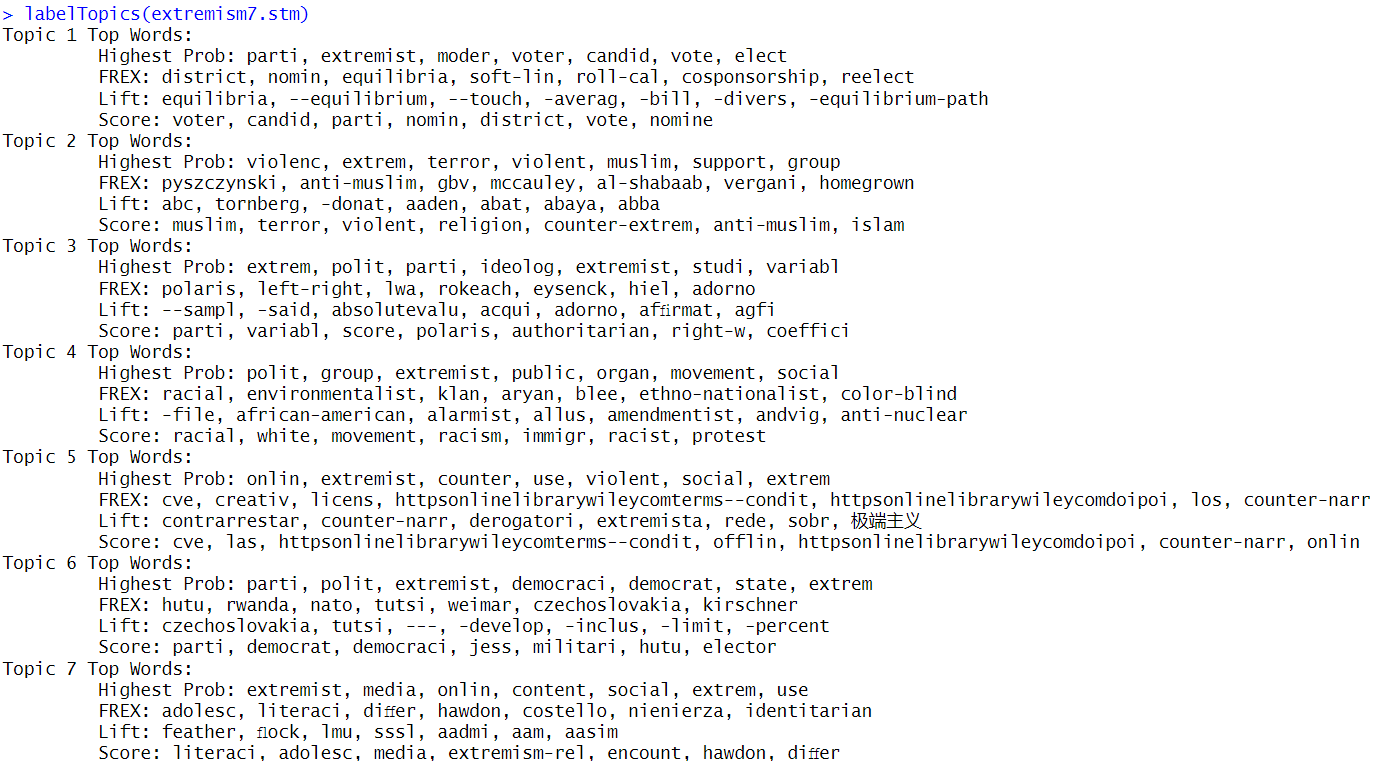 > labelTopics(extremism7.stm)
Topic 1 Top Words:
Highest Prob: parti, extremist, moder, voter, candid, vote, elect
FREX: district, nomin, equilibria, soft-lin, roll-cal, cosponsorship, reelect
Lift: equilibria, --equilibrium, --touch, -averag, -bill, -divers, -equilibrium-path
Score: voter, candid, parti, nomin, district, vote, nomine
Topic 2 Top Words:
Highest Prob: violenc, extrem, terror, violent, muslim, support, group
FREX: pyszczynski, anti-muslim, gbv, mccauley, al-shabaab, vergani, homegrown
Lift: abc, tornberg, -donat, aaden, abat, abaya, abba
Score: muslim, terror, violent, religion, counter-extrem, anti-muslim, islam
Topic 3 Top Words:
Highest Prob: extrem, polit, parti, ideolog, extremist, studi, variabl
FREX: polaris, left-right, lwa, rokeach, eysenck, hiel, adorno
Lift: --sampl, -said, absolutevalu, acqui, adorno, affirmat, agfi
Score: parti, variabl, score, polaris, authoritarian, right-w, coeffici
Topic 4 Top Words:
Highest Prob: polit, group, extremist, public, organ, movement, social
FREX: racial, environmentalist, klan, aryan, blee, ethno-nationalist, color-blind
Lift: -file, african-american, alarmist, allus, amendmentist, andvig, anti-nuclear
Score: racial, white, movement, racism, immigr, racist, protest
Topic 5 Top Words:
Highest Prob: onlin, extremist, counter, use, violent, social, extrem
FREX: cve, creativ, licens, httpsonlinelibrarywileycomterms--condit, httpsonlinelibrarywileycomdoipoi, los, counter-narr
Lift: contrarrestar, counter-narr, derogatori, extremista, rede, sobr, 极端主义
Score: cve, las, httpsonlinelibrarywileycomterms--condit, offlin, httpsonlinelibrarywileycomdoipoi, counter-narr, onlin
Topic 6 Top Words:
Highest Prob: parti, polit, extremist, democraci, democrat, state, extrem
FREX: hutu, rwanda, nato, tutsi, weimar, czechoslovakia, kirschner
Lift: czechoslovakia, tutsi, ---, -develop, -inclus, -limit, -percent
Score: parti, democrat, democraci, jess, militari, hutu, elector
Topic 7 Top Words:
Highest Prob: extremist, media, onlin, content, social, extrem, use
FREX: adolesc, literaci, diﬀer, hawdon, costello, nienierza, identitarian
Lift: feather, ﬂock, lmu, sssl, aadmi, aam, aasim
Score: literaci, adolesc, media, extremism-rel, encount, hawdon, diﬀer